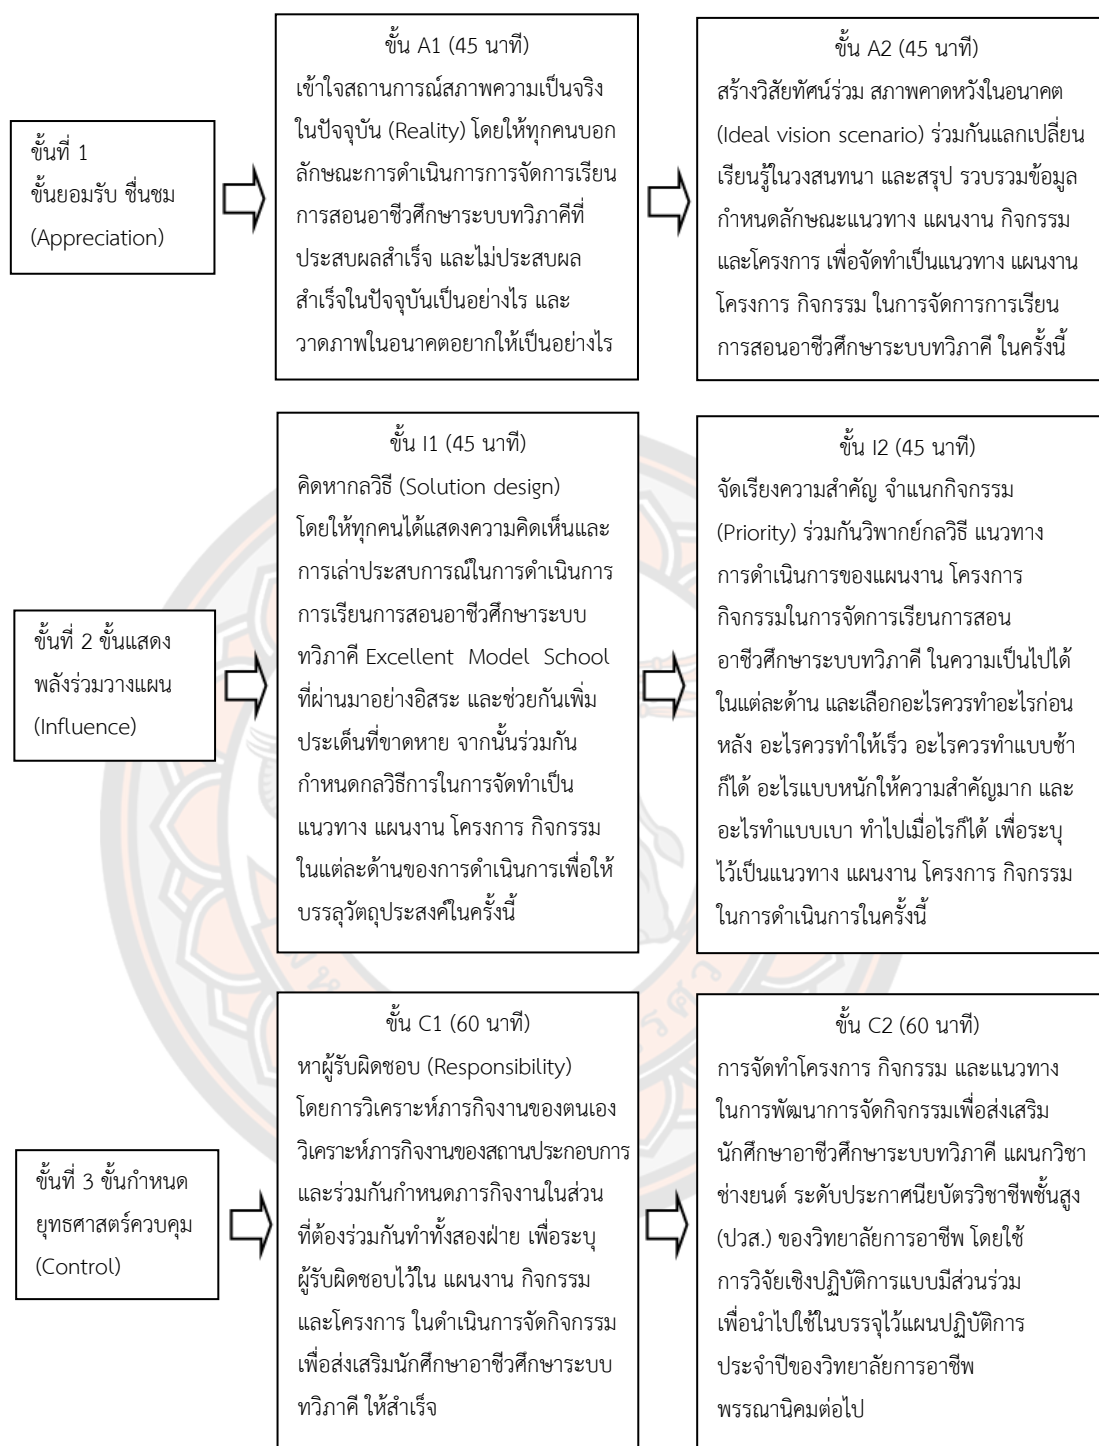 ขั้นที่ 1
ขั้นยอมรับ ชื่นชม
(Appreciation)
ขั้น A1 (45 นาที)
เข้าใจสถานการณ์สภาพความเป็นจริง
ในปัจจุบัน (Reality) โดยให้ทุกคนบอก
ลักษณะการดำเนินการการจัดเรียน
การสอนอาชีวศึกษาระบบทวิภาคีที่
ประสบผลสำเร็จ และไม่ประสบผล
สำเร็จในปัจจุบันเป็นอย่างไร และ
วาดภาพในอนาคตอยากให้เป็นอย่างไร
ขั้น A2 (45 นาที)
สร้างวิสัยทัศน์ร่วม สภาพคาดหวังในอนาคต
(Ideal vision scenario) ร่วมกันแลกเปลี่ยน
เรียนรู้ในวงสนทนา และสรุป รวบรวมข้อมูล
กำหนดลักษณะแนวทาง แผนงาน กิจกรรม
และโครงการ เพื่อจัดทำเป็นแนวทาง แผนงาน
โครงการ กิจกรรม ในการจัดการการเรียน
การสอนอาชีวศึกษาระบบทวิภาคี ในครั้งนี้
ขั้นที่ 2 ขั้นแสดง
พลังร่วมวางแผน
(Influence)
ขั้น I1 (45 นาที)
คิดหากลวิธี (Solution design)
โดยให้ทุกคนได้แสดงความคิดเห็นและ
การเล่าประสบการณ์ในการดำเนินการ
การเรียนการสอนอาชีวศึกษาระบบ
ทวิภาคี Excellent Model School
ที่ผ่านมาอย่างอิสระ และช่วยกันเพิ่ม
ประเด็นที่ขาดหาย จากนั้นร่วมกัน
กำหนดกลวิธีการในการจัดทำเป็น
แนวทาง แผนงาน โครงการ กิจกรรม
ในแต่ละด้านของการดำเนินการเพื่อให้
บรรลุวัตถุประสงค์ในครั้งนี้
ขั้น I2 (45 นาที)
จัดเรียงความสำคัญ จำแนกกิจกรรม
(Priority) ร่วมกันวิพากย์กลวิธี แนวทาง
การดำเนินการของแผนงาน โครงการ
กิจกรรมในการจัดการเรียนการสอน
อาชีวศึกษาระบบทวิภาคี ในความเป็นไปได้
ในแต่ละด้าน และเลือกอะไรควรทำอะไรก่อน
หลัง อะไรควรทำให้เร็ว อะไรควรทำแบบช้า
ก็ได้ อะไรแบบหนักให้ความสำคัญมาก และ
อะไรทำแบบเบา ทำไปเมื่อไรก็ได้ เพื่อระบุ
ไว้เป็นแนวทาง แผนงาน โครงการ กิจกรรม
ในการดำเนินการในครั้งนี้
ขั้นที่ 3 ขั้นกำหนด
ยุทธศาสตร์ควบคุม
(Control)
ขั้น C1 (60 นาที)
หาผู้รับผิดชอบ (Responsibility)
โดยการวิเคราะห์ภารกิจงานของตนเอง
วิเคราะห์ภารกิจงานของสถานประกอบการ
และร่วมกันกำหนดภารกิจงานในส่วน
ที่ต้องร่วมกันทำทั้งสองฝ่าย เพื่อระบุ
ผู้รับผิดชอบไว้ใน แผนงาน กิจกรรม
และโครงการ ในดำเนินการจัดกิจกรรม
เพื่อส่งเสริมนักศึกษาอาชีวศึกษาระบบ
ทวิภาคี ให้สำเร็จ
ขั้น C2 (60 นาที)
การจัดทำโครงการ กิจกรรม และแนวทาง
ในการพัฒนาการจัดกิจกรรมเพื่อส่งเสริม
นักศึกษาอาชีวศึกษาระบบทวิภาคี แผนกวิชา
ช่างยนต์ ระดับประกาศนียบัตรวิชาชีพชั้นสูง
(ปวส.) ของวิทยาลัยการอาชีพ โดยใช้
การวิจัยเชิงปฏิบัติการแบบมีส่วนร่วม
เพื่อนำไปใช้ในบรรจุไว้แผนปฏิบัติการ
ประจำปีของวิทยาลัยการอาชีพ
พรรณานิคมต่อไป